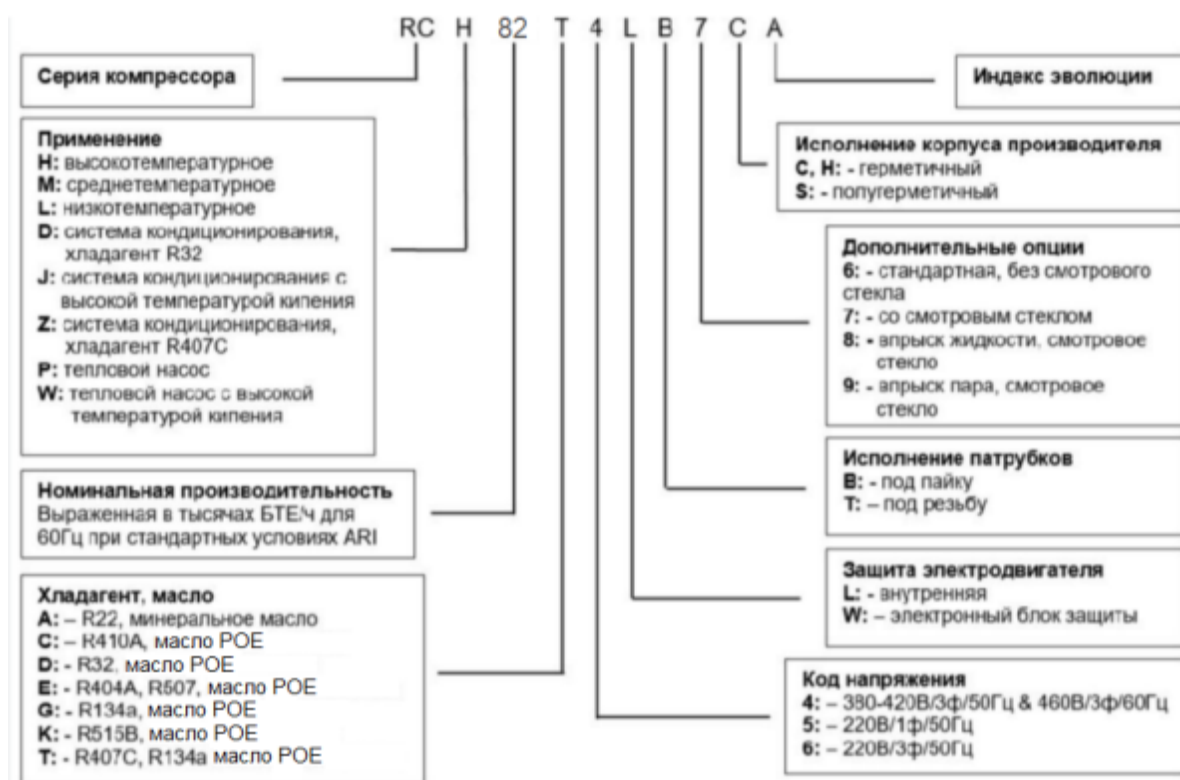 RC H 82 T 4 L B 7 C A
Серия компрессора
Применение
H: высокотемпературное
M: среднетемпературное
L: низкотемпературное
D: система кондиционирования,
хладагент R32
J: система кондиционирования с
высокой температурой кипения
Z: система кондиционирования,
хладагент R407C
P: тепловой насос
W: тепловой насос с высокой
температурой кипения
Номинальная производительность
Выраженная в тысячах БТЕ/ч для
60Гц при стандартных условиях ARI
Хладагент, масло
A: – R22, минеральное масло
C: – R410A, масло POE
D: - R32, масло POE
E: - R404A, R507, масло POE
G: - R134a, масло POE
K: - R515B, масло POE
T: - R407C, R134a масло POE
Индекс эволюции
Исполнение корпуса производителя
C, H: - герметичный
S: - полугерметичный
Дополнительные опции
6: - стандартная, без смотрового
стекла
7: - со смотровым стеклом
8: - впрыск жидкости, смотровое
стекло
9: - впрыск пара, смотровое
стекло
Исполнение патрубков
B: - под пайку
T: – под резьбу
Защита электродвигателя
L: - внутренняя
W: – электронный блок защиты
Код напряжения
4: – 380-420В/3ф/50Гц & 460В/3ф/60Гц
5: – 220В/1ф/50Гц
6: – 220В/3ф/50Гц